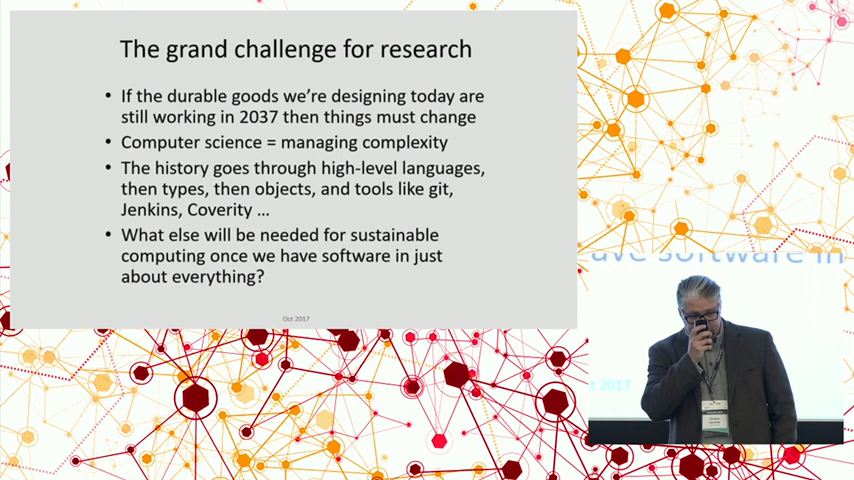 The grand challenge for research
• If the durable goods we're designing today are
still working in 2037 then things must change
• Computer science = managing complexity
• The history goes through high-level languages,
then types, then objects, and tools like git,
Jenkins, Coverity ...
• What else will be needed for sustainable
computing once we have software in just
about everything?
Oct 2017
ave software in
t 2017